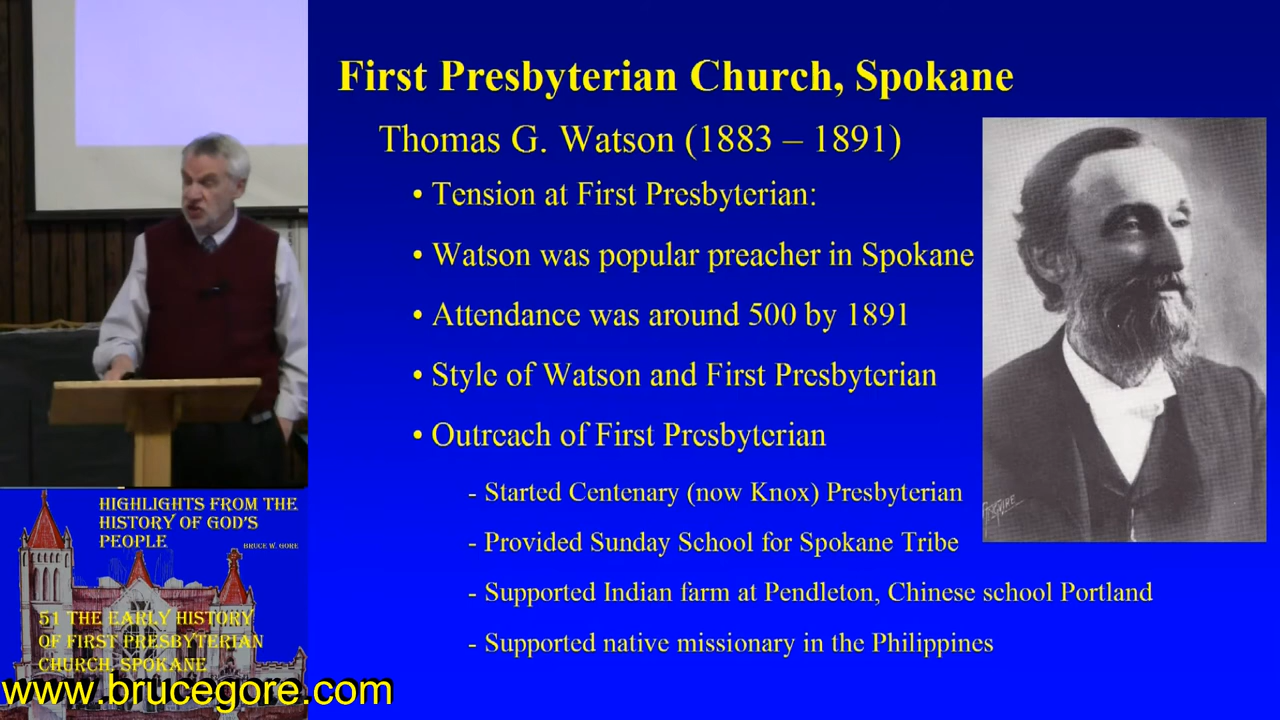 First Presbyterian Church, Spokane
Thomas G. Watson (1883 – 1891)
• Tension at First Presbyterian:
• Watson was popular preacher in Spokane
• Attendance was around 500 by 1891
• Style of Watson and First Presbyterian
• Outreach of First Presbyterian
- Started Centenary (now Knox) Presbyterian
- Provided Sunday School for Spokane Tribe
- Supported Indian farm at Pendleton, Chinese school Portland
- Supported native missionary in the Philippines
HIGHLIGHTS FROM THE
HISTORY OF GOD'S
PEOPLE
BRUCE W. GORE
51 THE EARLY HISTORY
OF FIRST PRESBYTERIAN
CHURCH, SPOKANE
www.brucegore.com